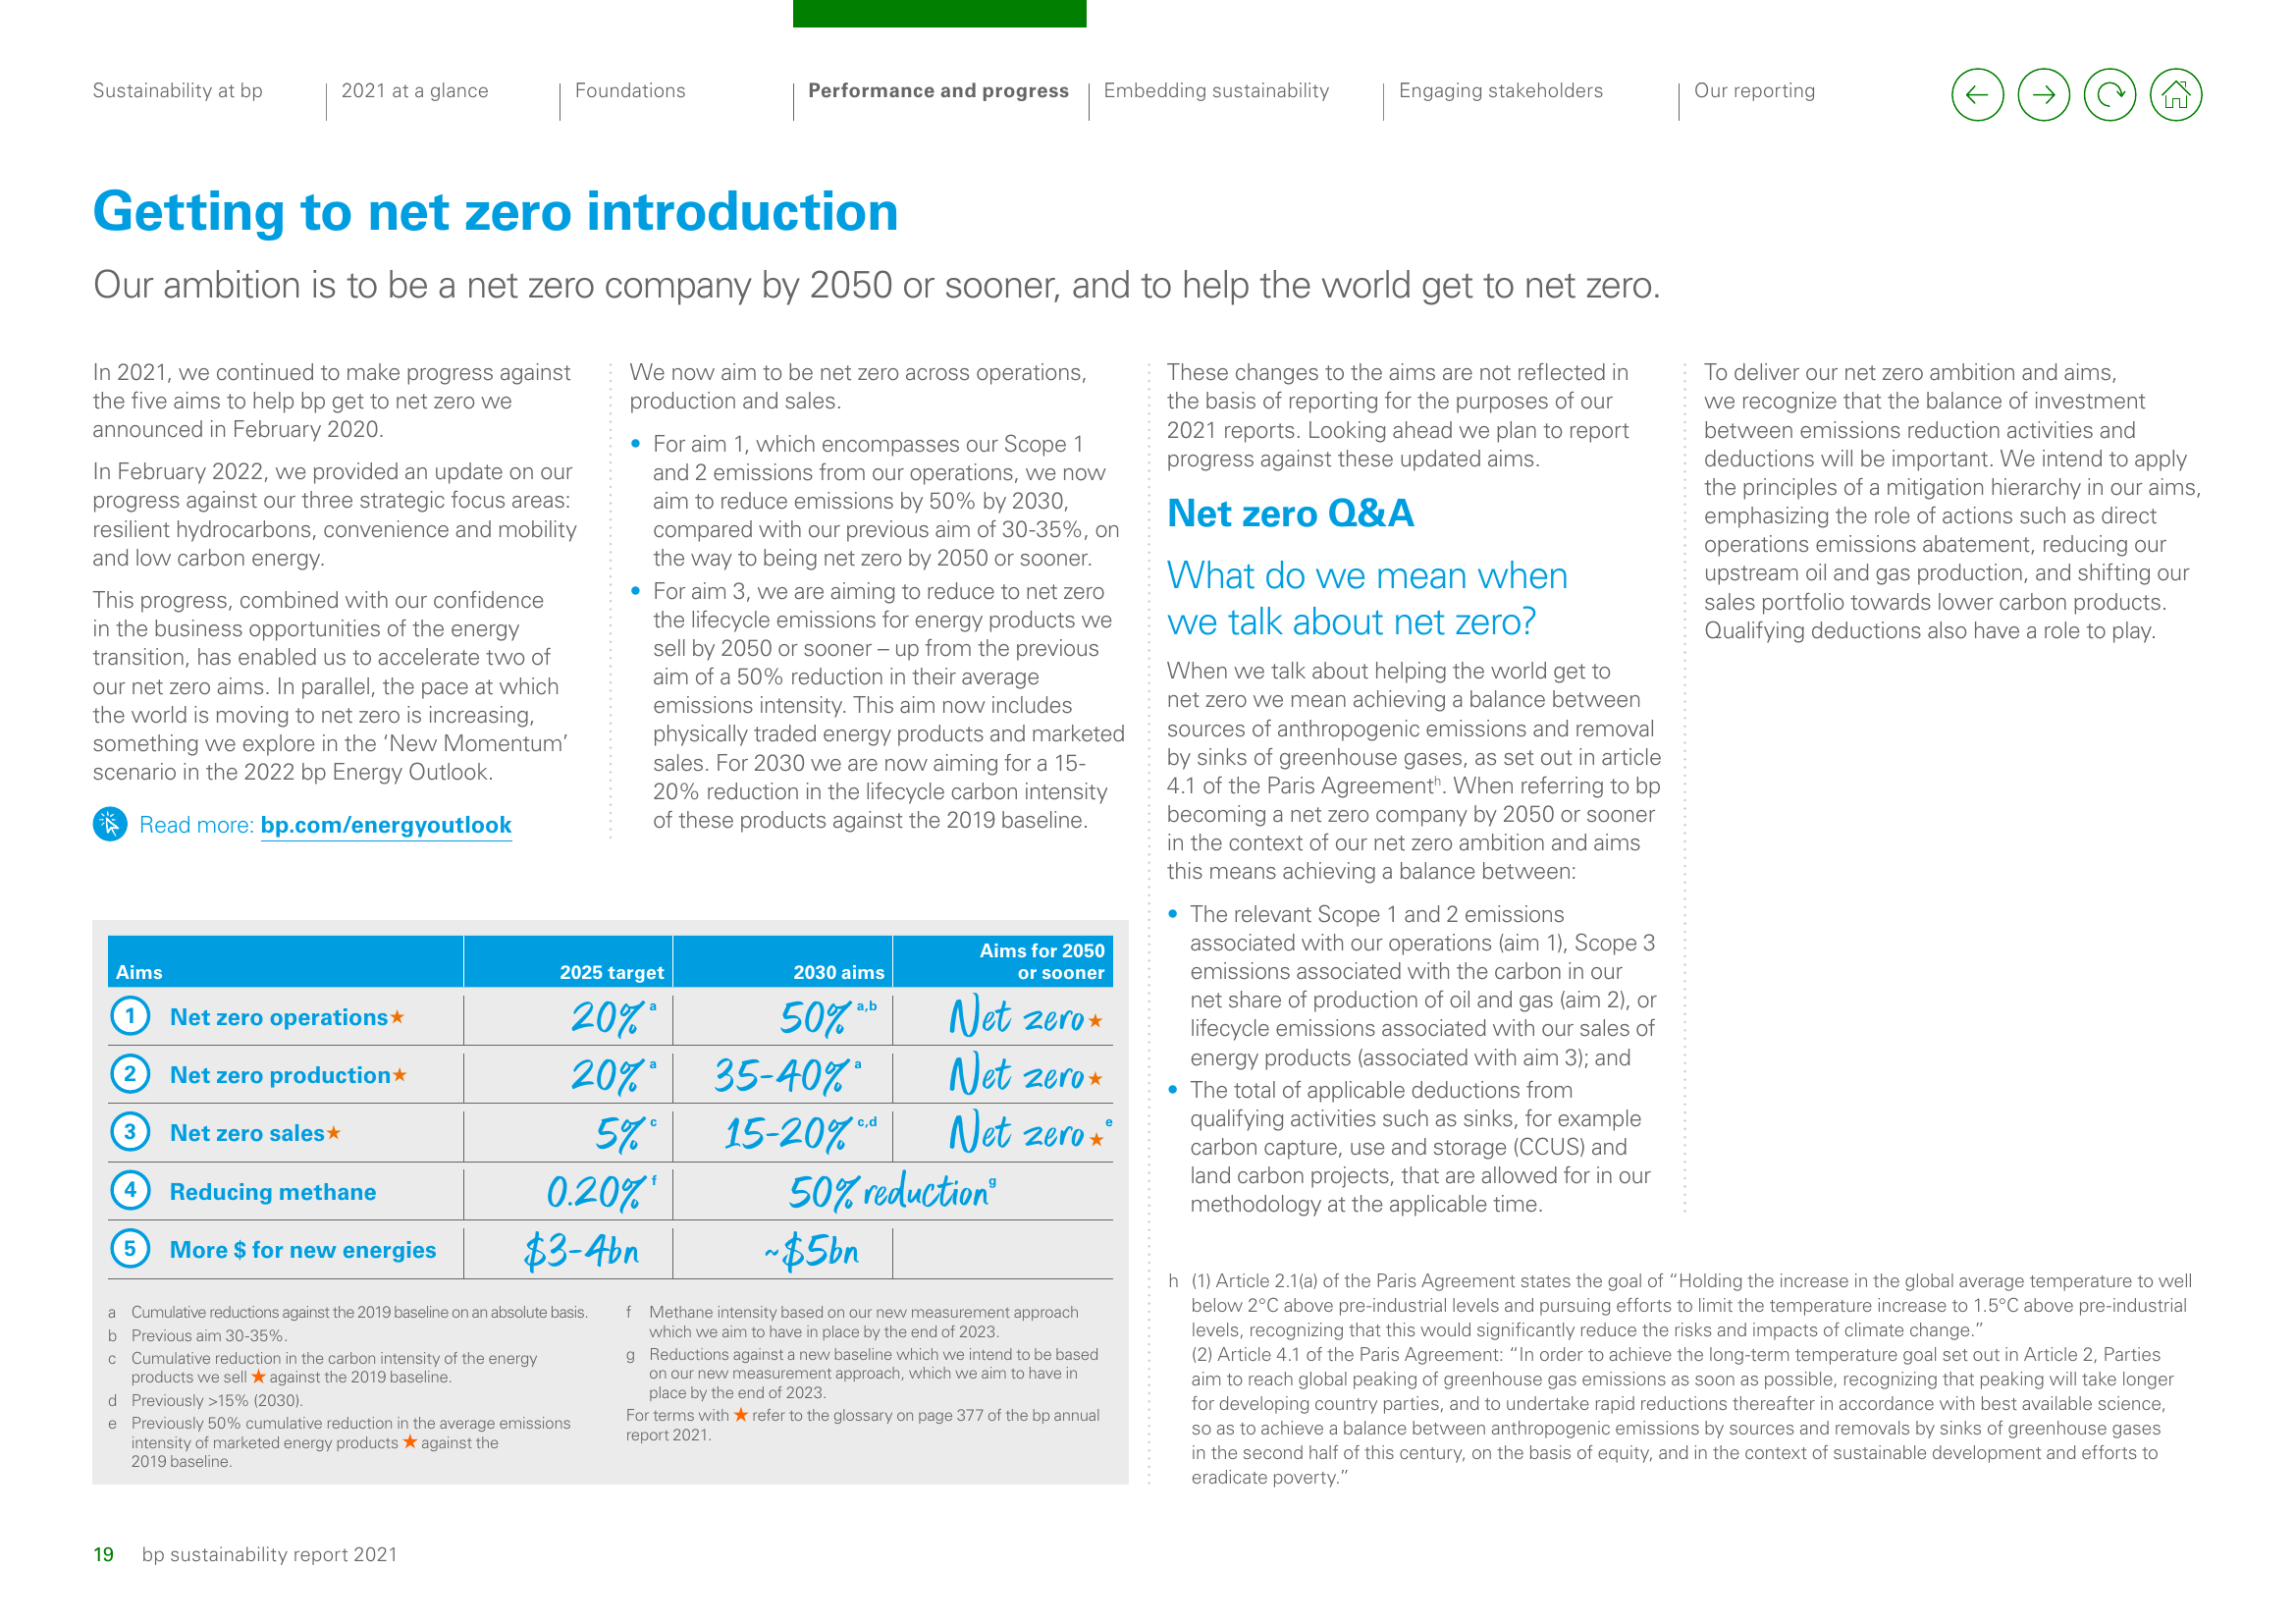 Sustainability at bp
2021 at a glance
Foundations
Performance and progress
Embedding sustainability
Engaging stakeholders
Our reporting
Getting to net zero introduction
Our ambition is to be a net zero company by 2050 or sooner, and to help the world get to net zero.
In 2021, we continued to make progress against
the five aims to help bp get to net zero we
announced in February 2020.
In February 2022, we provided an update on our
progress against our three strategic focus areas:
resilient hydrocarbons, convenience and mobility
and low carbon energy.
This progress, combined with our confidence
in the business opportunities of the energy
transition, has enabled us to accelerate two of
our net zero aims. In parallel, the pace at which
the world is moving to net zero is increasing,
something we explore in the ‘New Momentum’
scenario in the 2022 bp Energy Outlook.
Read more: bp.com/energyoutlook
We now aim to be net zero across operations,
production and sales.
• For aim 1, which encompasses our Scope 1
and 2 emissions from our operations, we now
aim to reduce emissions by 50% by 2030,
compared with our previous aim of 30-35%, on
the way to being net zero by 2050 or sooner.
• For aim 3, we are aiming to reduce to net zero
the lifecycle emissions for energy products we
sell by 2050 or sooner – up from the previous
aim of a 50% reduction in their average
emissions intensity. This aim now includes
physically traded energy products and marketed
sales. For 2030 we are now aiming for a 15-
20% reduction in the lifecycle carbon intensity
of these products against the 2019 baseline.
Aims 2025 target 2030 aims Aims for 2050
or sooner
1 Net zero operations★ 20% a 50% a,b Net zero★
2 Net zero production★ 20% a 35-40% a Net zero★
3 Net zero sales★ 5% c 15-20% c,d Net zero★ e
4 Reducing methane 0.20% f 50% reduction g
5 More $ for new energies $3-4bn ~$5bn
a Cumulative reductions against the 2019 baseline on an absolute basis.
b Previous aim 30-35%.
c Cumulative reduction in the carbon intensity of the energy
products we sell ★ against the 2019 baseline.
d Previously >15% (2030).
e Previously 50% cumulative reduction in the average emissions
intensity of marketed energy products ★ against the
2019 baseline.
f Methane intensity based on our new measurement approach
which we aim to have in place by the end of 2023.
g Reductions against a new baseline which we intend to be based
on our new measurement approach, which we aim to have in
place by the end of 2023.
For terms with ★ refer to the glossary on page 377 of the bp annual
report 2021.
These changes to the aims are not reflected in
the basis of reporting for the purposes of our
2021 reports. Looking ahead we plan to report
progress against these updated aims.
Net zero Q&A
What do we mean when
we talk about net zero?
When we talk about helping the world get to
net zero we mean achieving a balance between
sources of anthropogenic emissions and removal
by sinks of greenhouse gases, as set out in article
4.1 of the Paris Agreement h. When referring to bp
becoming a net zero company by 2050 or sooner
in the context of our net zero ambition and aims
this means achieving a balance between:
• The relevant Scope 1 and 2 emissions
associated with our operations (aim 1), Scope 3
emissions associated with the carbon in our
net share of production of oil and gas (aim 2), or
lifecycle emissions associated with our sales of
energy products (associated with aim 3); and
• The total of applicable deductions from
qualifying activities such as sinks, for example
carbon capture, use and storage (CCUS) and
land carbon projects, that are allowed for in our
methodology at the applicable time.
To deliver our net zero ambition and aims,
we recognize that the balance of investment
between emissions reduction activities and
deductions will be important. We intend to apply
the principles of a mitigation hierarchy in our aims,
emphasizing the role of actions such as direct
operations emissions abatement, reducing our
upstream oil and gas production, and shifting our
sales portfolio towards lower carbon products.
Qualifying deductions also have a role to play.
h (1) Article 2.1(a) of the Paris Agreement states the goal of “Holding the increase in the global average temperature to well
below 2°C above pre-industrial levels and pursuing efforts to limit the temperature increase to 1.5°C above pre-industrial
levels, recognizing that this would significantly reduce the risks and impacts of climate change.”
(2) Article 4.1 of the Paris Agreement: “In order to achieve the long-term temperature goal set out in Article 2, Parties
aim to reach global peaking of greenhouse gas emissions as soon as possible, recognizing that peaking will take longer
for developing country parties, and to undertake rapid reductions thereafter in accordance with best available science,
so as to achieve a balance between anthropogenic emissions by sources and removals by sinks of greenhouse gases
in the second half of this century, on the basis of equity, and in the context of sustainable development and efforts to
eradicate poverty.”
19 bp sustainability report 2021